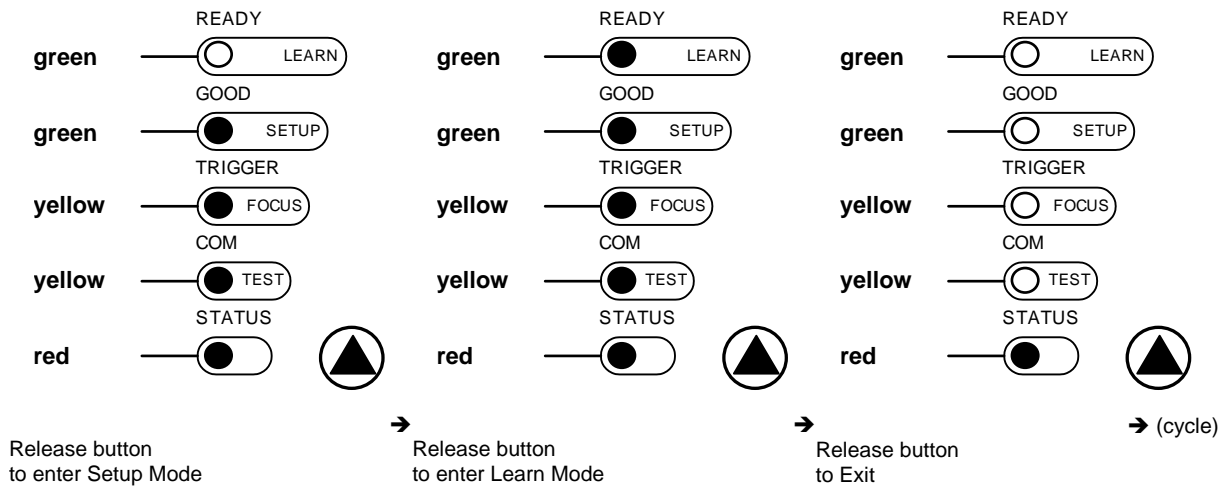 READY
green LEARN
GOOD
green SETUP
TRIGGER
yellow FOCUS
COM
yellow TEST
STATUS
red
➔
Release button
to enter Setup Mode
READY
green LEARN
GOOD
green SETUP
TRIGGER
yellow FOCUS
COM
yellow TEST
STATUS
red
➔
Release button
to enter Learn Mode
READY
green LEARN
GOOD
green SETUP
TRIGGER
yellow FOCUS
COM
yellow TEST
STATUS
red
➔ (cycle)
Release button
to Exit